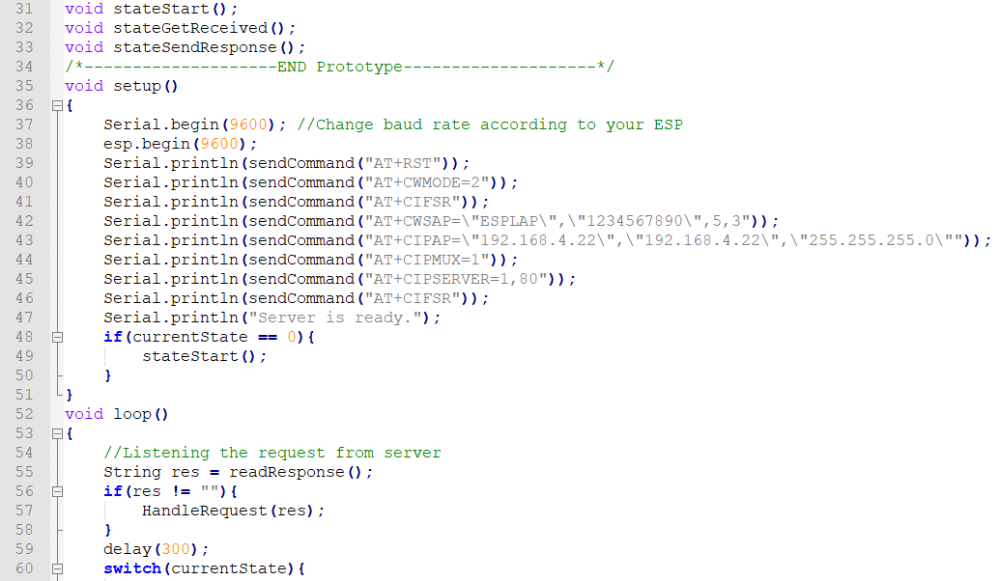 31 void stateStart();
32 void stateGetReceived();
33 void stateSendResponse();
34 /*--------------------END Prototype--------------------*/
35 void setup()
36 {
37     Serial.begin(9600); //Change baud rate according to your ESP
38     esp.begin(9600);
39     Serial.println(sendCommand("AT+RST"));
40     Serial.println(sendCommand("AT+CWMODE=2"));
41     Serial.println(sendCommand("AT+CIFSR"));
42     Serial.println(sendCommand("AT+CWSAP=\"ESPLAP\",\"1234567890\",5,3"));
43     Serial.println(sendCommand("AT+CIPAP=\"192.168.4.22\",\"192.168.4.22\",\"255.255.255.0\""));
44     Serial.println(sendCommand("AT+CIPMUX=1"));
45     Serial.println(sendCommand("AT+CIPSERVER=1,80"));
46     Serial.println(sendCommand("AT+CIFSR"));
47     Serial.println("Server is ready.");
48     if(currentState == 0){
49         stateStart();
50     }
51 }
52 void loop()
53 {
54     //Listening the request from server
55     String res = readResponse();
56     if(res != ""){
57         HandleRequest(res);
58     }
59     delay(300);
60     switch(currentState){